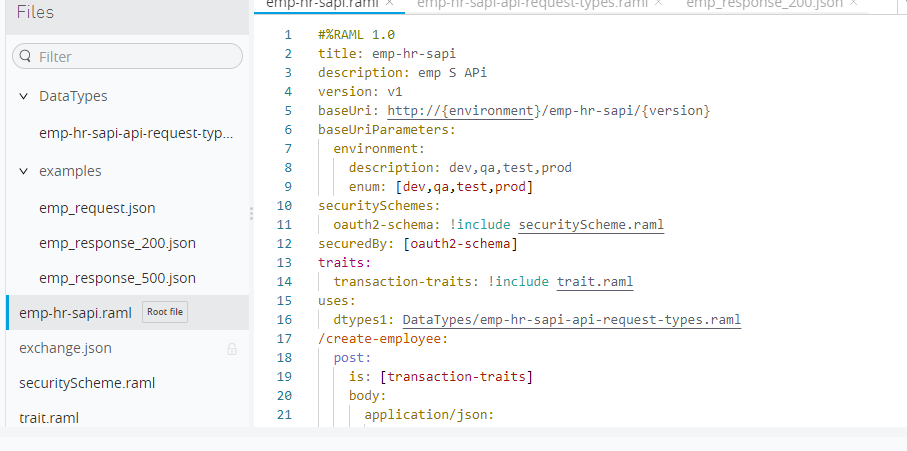 Files
Filter
DataTypes
emp-hr-sapi-api-request-typ...
examples
emp_request.json
emp_response_200.json
emp_response_500.json
emp-hr-sapi.raml Root file
exchange.json
securityScheme.raml
trait.raml
emp-hr-sapi.raml × emp-hr-sapi-api-request-types.raml × emp_response_200.json ×
1 #%RAML 1.0
2 title: emp-hr-sapi
3 description: emp S APi
4 version: v1
5 baseUri: http://{environment}/emp-hr-sapi/{version}
6 baseUriParameters:
7 environment:
8 description: dev,qa,test,prod
9 enum: [dev,qa,test,prod]
10 securitySchemes:
11 oauth2-schema: !include securityScheme.raml
12 securedBy: [oauth2-schema]
13 traits:
14 transaction-traits: !include trait.raml
15 uses:
16 dtypes1: DataTypes/emp-hr-sapi-api-request-types.raml
17 /create-employee:
18 post:
19 is: [transaction-traits]
20 body:
21 application/json: